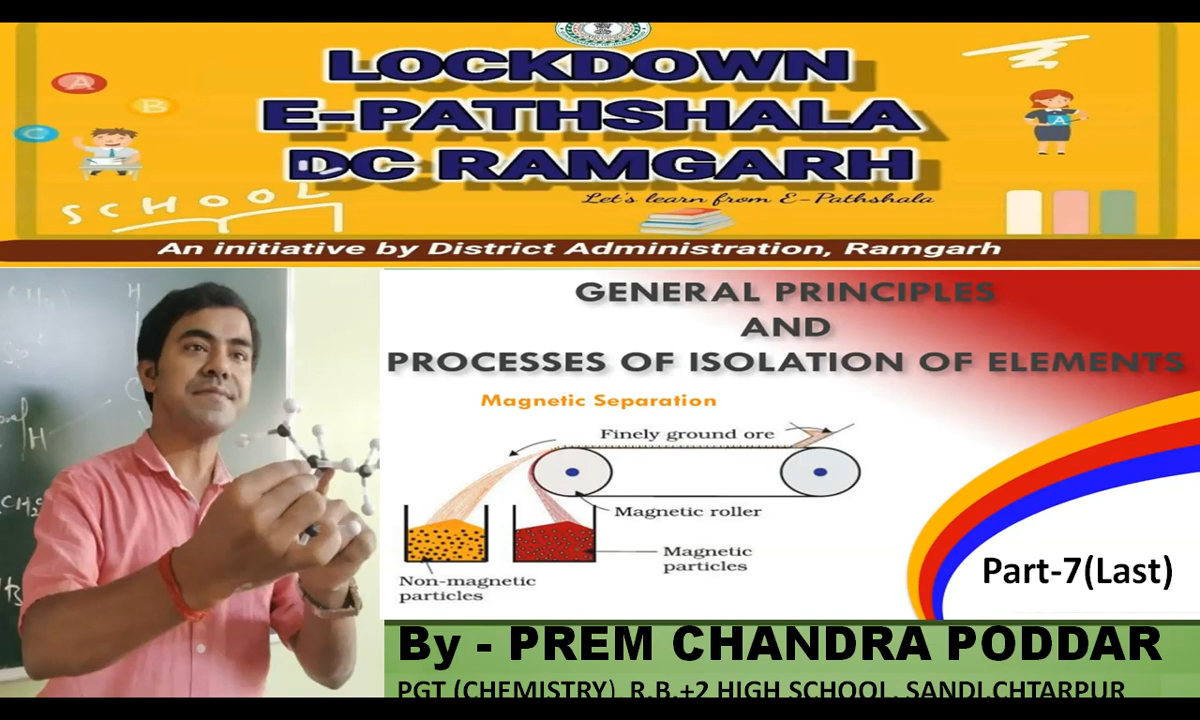 LOCKDOWN
E-PATHSHALA
DC RAMGARH
Let's learn from E-Pathshala
A
B
C
A
SCHOOL
An initiative by District Administration, Ramgarh
GENERAL PRINCIPLES
AND
PROCESSES OF ISOLATION OF ELEMENTS
Magnetic Separation
Finely ground ore
Magnetic roller
Magnetic
particles
Non-magnetic
particles
Part-7(Last)
By - PREM CHANDRA PODDAR
PGT (CHEMISTRY) R.B.+2 HIGH SCHOOL, SANDI,CHTARPUR